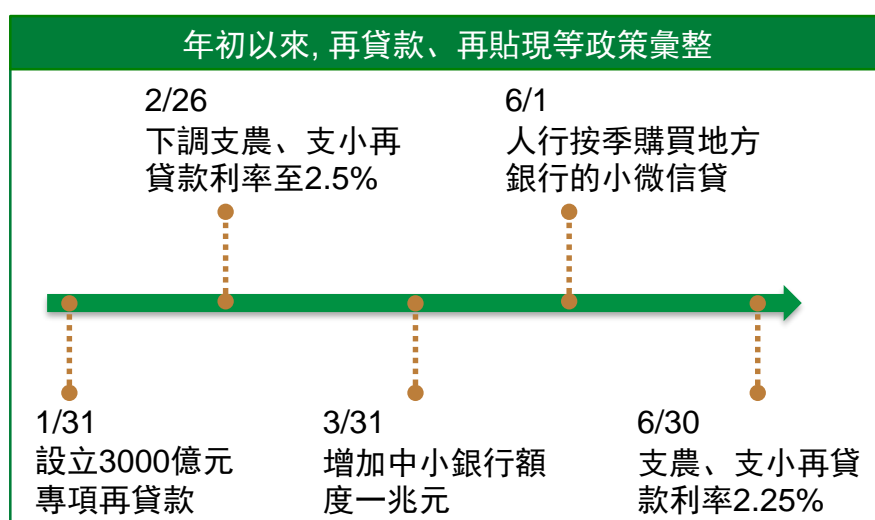 年初以來, 再貸款、再貼現等政策彙整
2/26
下調支農、支小再
貸款利率至2.5%
6/1
人行按季購買地方
銀行的小微信貸
1/31
設立3000億元
專項再貸款
3/31
增加中小銀行額
度一兆元
6/30
支農、支小再貸
款利率2.25%